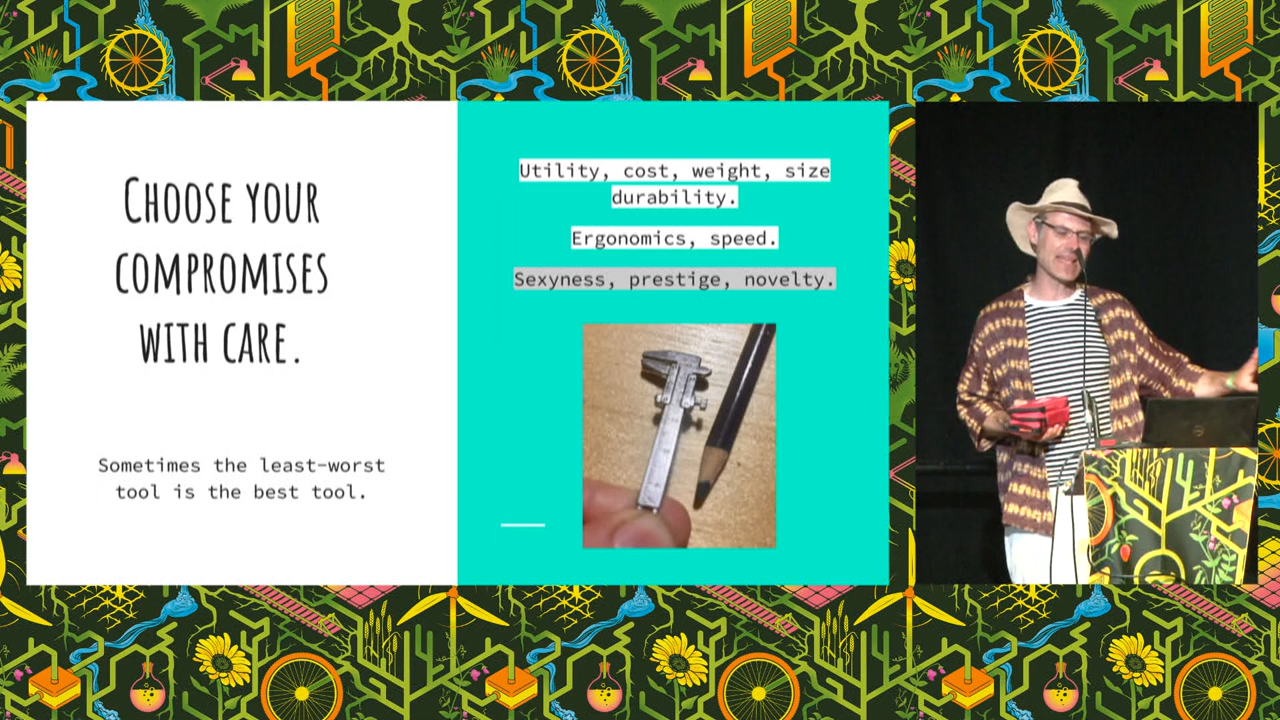 Choose your
compromises
with care.
Sometimes the least-worst
tool is the best tool.
Utility, cost, weight, size
durability.
Ergonomics, speed.
Sexyness, prestige, novelty.